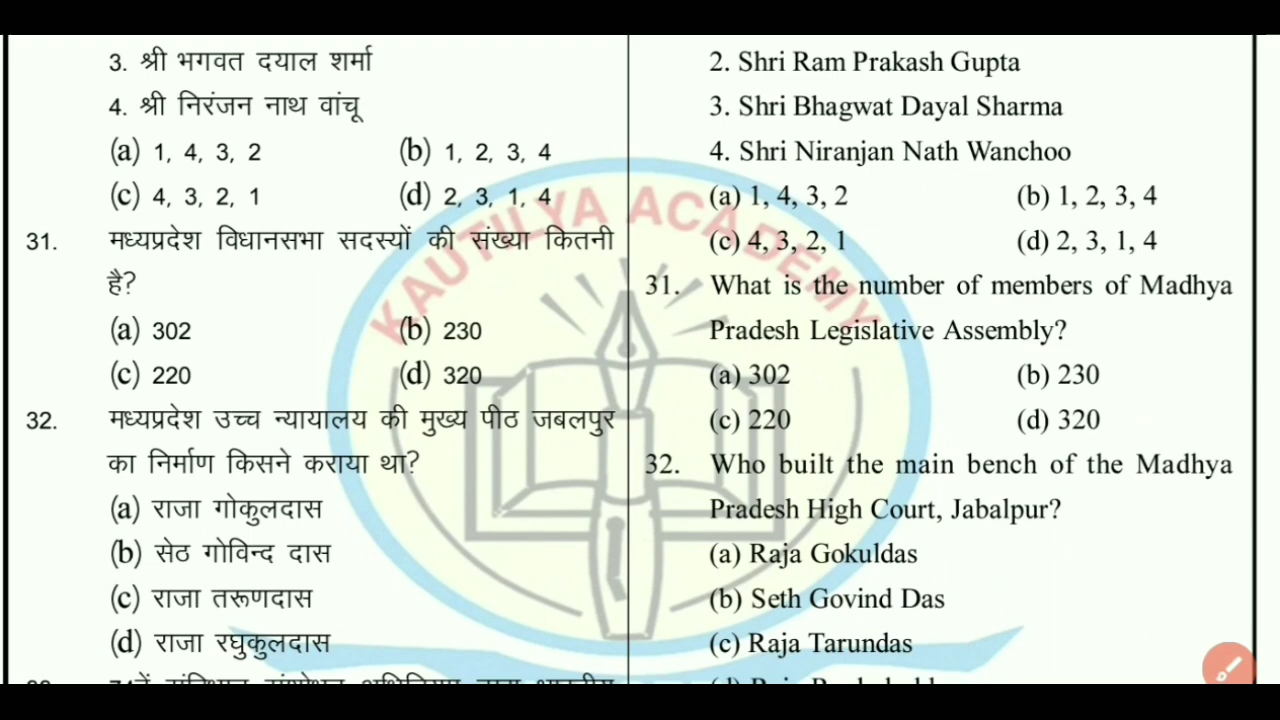 3. श्री भगवत दयाल शर्मा
4. श्री निरंजन नाथ वांचू
(a) 1, 4, 3, 2 (b) 1, 2, 3, 4
(c) 4, 3, 2, 1 (d) 2, 3, 1, 4
31. मध्यप्रदेश विधानसभा सदस्यों की संख्या कितनी
है?
(a) 302 (b) 230
(c) 220 (d) 320
32. मध्यप्रदेश उच्च न्यायालय की मुख्य पीठ जबलपुर
का निर्माण किसने कराया था?
(a) राजा गोकुलदास
(b) सेठ गोविन्द दास
(c) राजा तरूणदास
(d) राजा रघुकुलदास
2. Shri Ram Prakash Gupta
3. Shri Bhagwat Dayal Sharma
4. Shri Niranjan Nath Wanchoo
(a) 1, 4, 3, 2 (b) 1, 2, 3, 4
(c) 4, 3, 2, 1 (d) 2, 3, 1, 4
31. What is the number of members of Madhya
Pradesh Legislative Assembly?
(a) 302 (b) 230
(c) 220 (d) 320
32. Who built the main bench of the Madhya
Pradesh High Court, Jabalpur?
(a) Raja Gokuldas
(b) Seth Govind Das
(c) Raja Tarundas
KAUTILYA ACADEMY